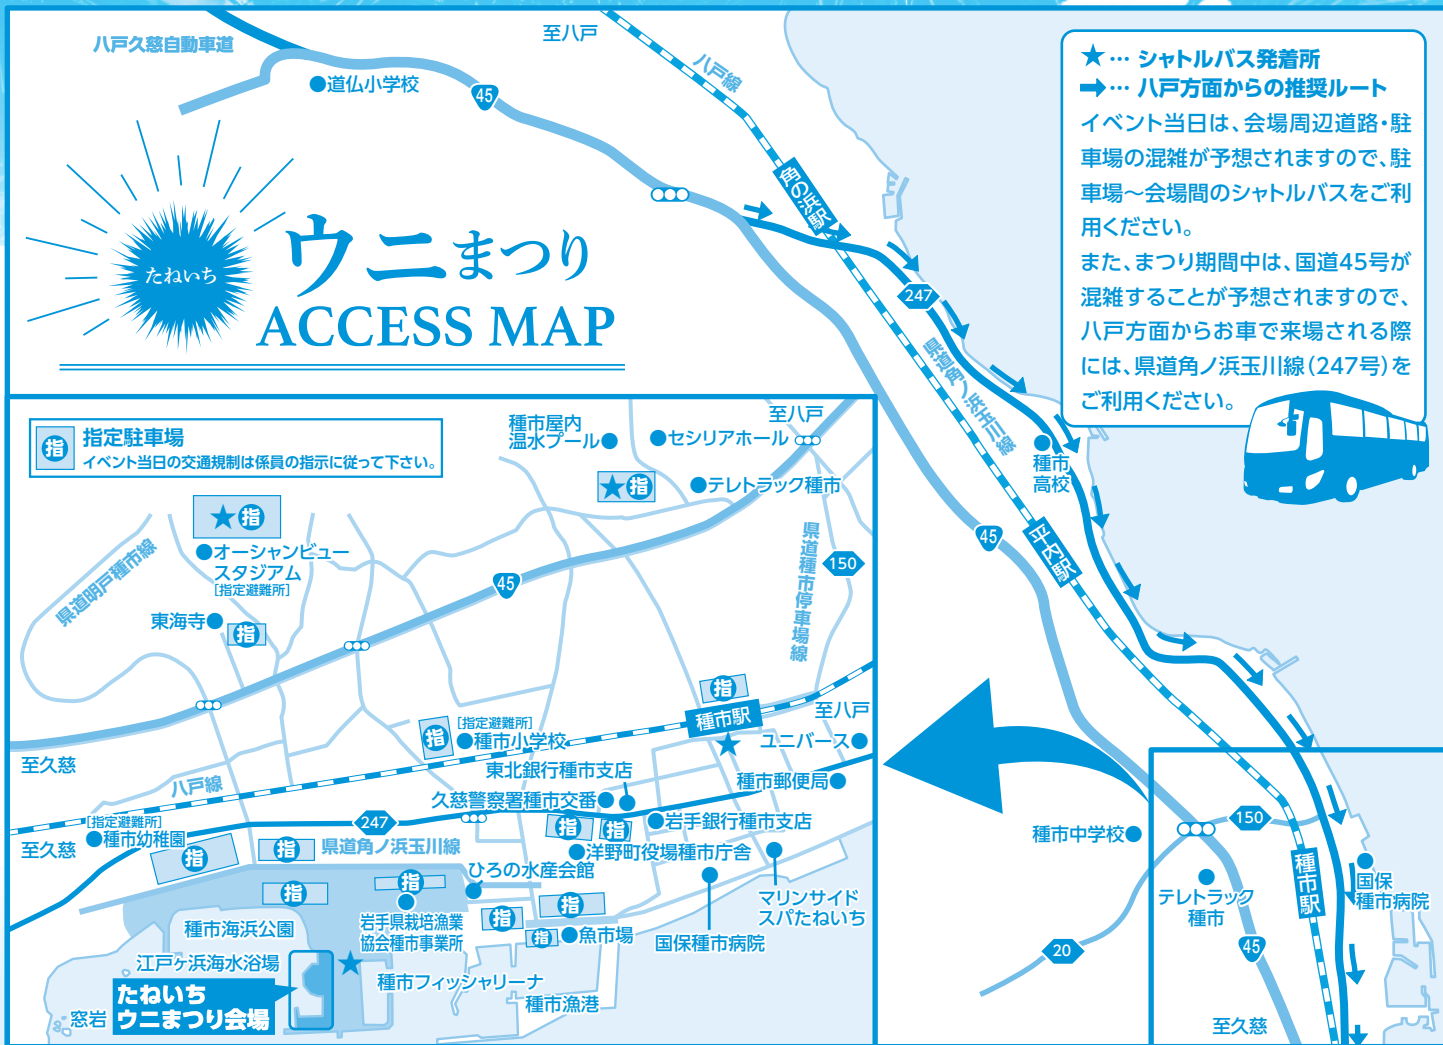 八戸久慈自動車道
至八戸
八戸線
道仏小学校
45
角の浜駅
★… シャトルバス発着所
➡… 八戸方面からの推奨ルート
イベント当日は、会場周辺道路・駐
車場の混雑が予想されますので、駐
車場〜会場間のシャトルバスをご利
用ください。
また、まつり期間中は、国道45号が
混雑することが予想されますので、
八戸方面からお車で来場される際
には、県道角ノ浜玉川線(247号)を
ご利用ください。
たねいち
ウニまつり
ACCESS MAP
247
県道角ノ浜玉川線
種市
高校
45
平内駅
150
種市中学校
種市駅
テレトラック
種市
国保
種市病院
45
20
至久慈
指
指定駐車場
イベント当日の交通規制は係員の指示に従って下さい。
種市屋内
温水プール
セシリアホール
至八戸
指
テレトラック種市
指
オーシャンビュー
スタジアム
[指定避難所]
県道明戸種市線
45
県道種市停車場線
150
東海寺
指
指
種市駅
至八戸
指
[指定避難所]
種市小学校
ユニバース
至久慈
八戸線
東北銀行種市支店
種市郵便局
久慈警察署種市交番
[指定避難所]
種市幼稚園
247
指
指
岩手銀行種市支店
至久慈
指
指
県道角ノ浜玉川線
洋野町役場種市庁舎
ひろの水産会館
指
指
岩手県栽培漁業
協会種市事業所
指
指
指
魚市場
マリンサイド
スパたねいち
国保種市病院
種市海浜公園
江戸ヶ浜海水浴場
種市フィッシャリーナ
種市漁港
たねいち
ウニまつり会場
窓岩